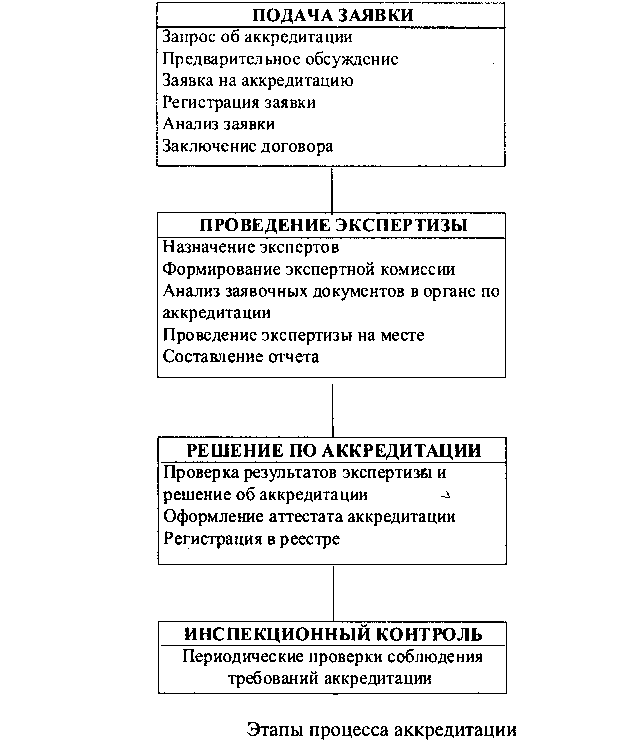 ПОДАЧА ЗАЯВКИ
Запрос об аккредитации
Предварительное обсуждение
Заявка на аккредитацию
Регистрация заявки
Анализ заявки
Заключение договора
ПРОВЕДЕНИЕ ЭКСПЕРТИЗЫ
Назначение экспертов
Формирование экспертной комиссии
Анализ заявочных документов в органе по
аккредитации
Проведение экспертизы на месте
Составление отчета
РЕШЕНИЕ ПО АККРЕДИТАЦИИ
Проверка результатов экспертизы и
решение об аккредитации
Оформление аттестата аккредитации
Регистрация в реестре
ИНСПЕКЦИОННЫЙ КОНТРОЛЬ
Периодические проверки соблюдения
требований аккредитации
Этапы процесса аккредитации